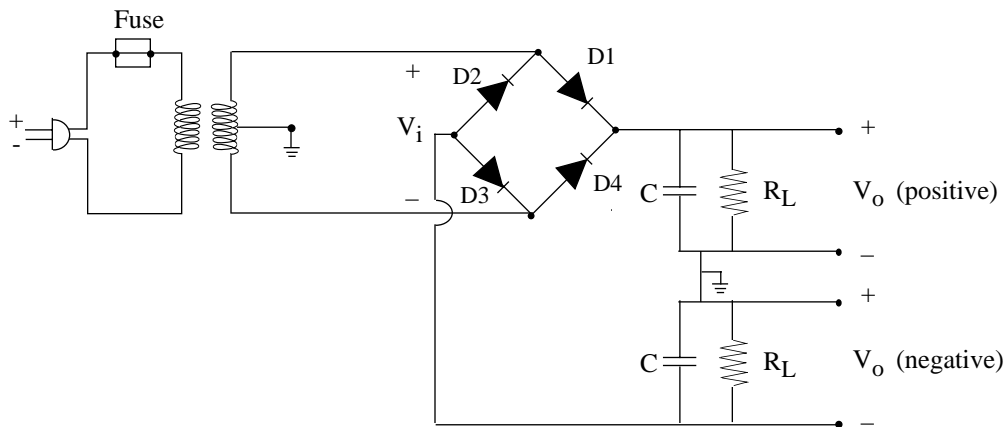 Fuse
+
-
+
V_i
–
D2
D1
D3
D4
C
R_L
+
V_o (positive)
–
C
R_L
+
V_o (negative)
–